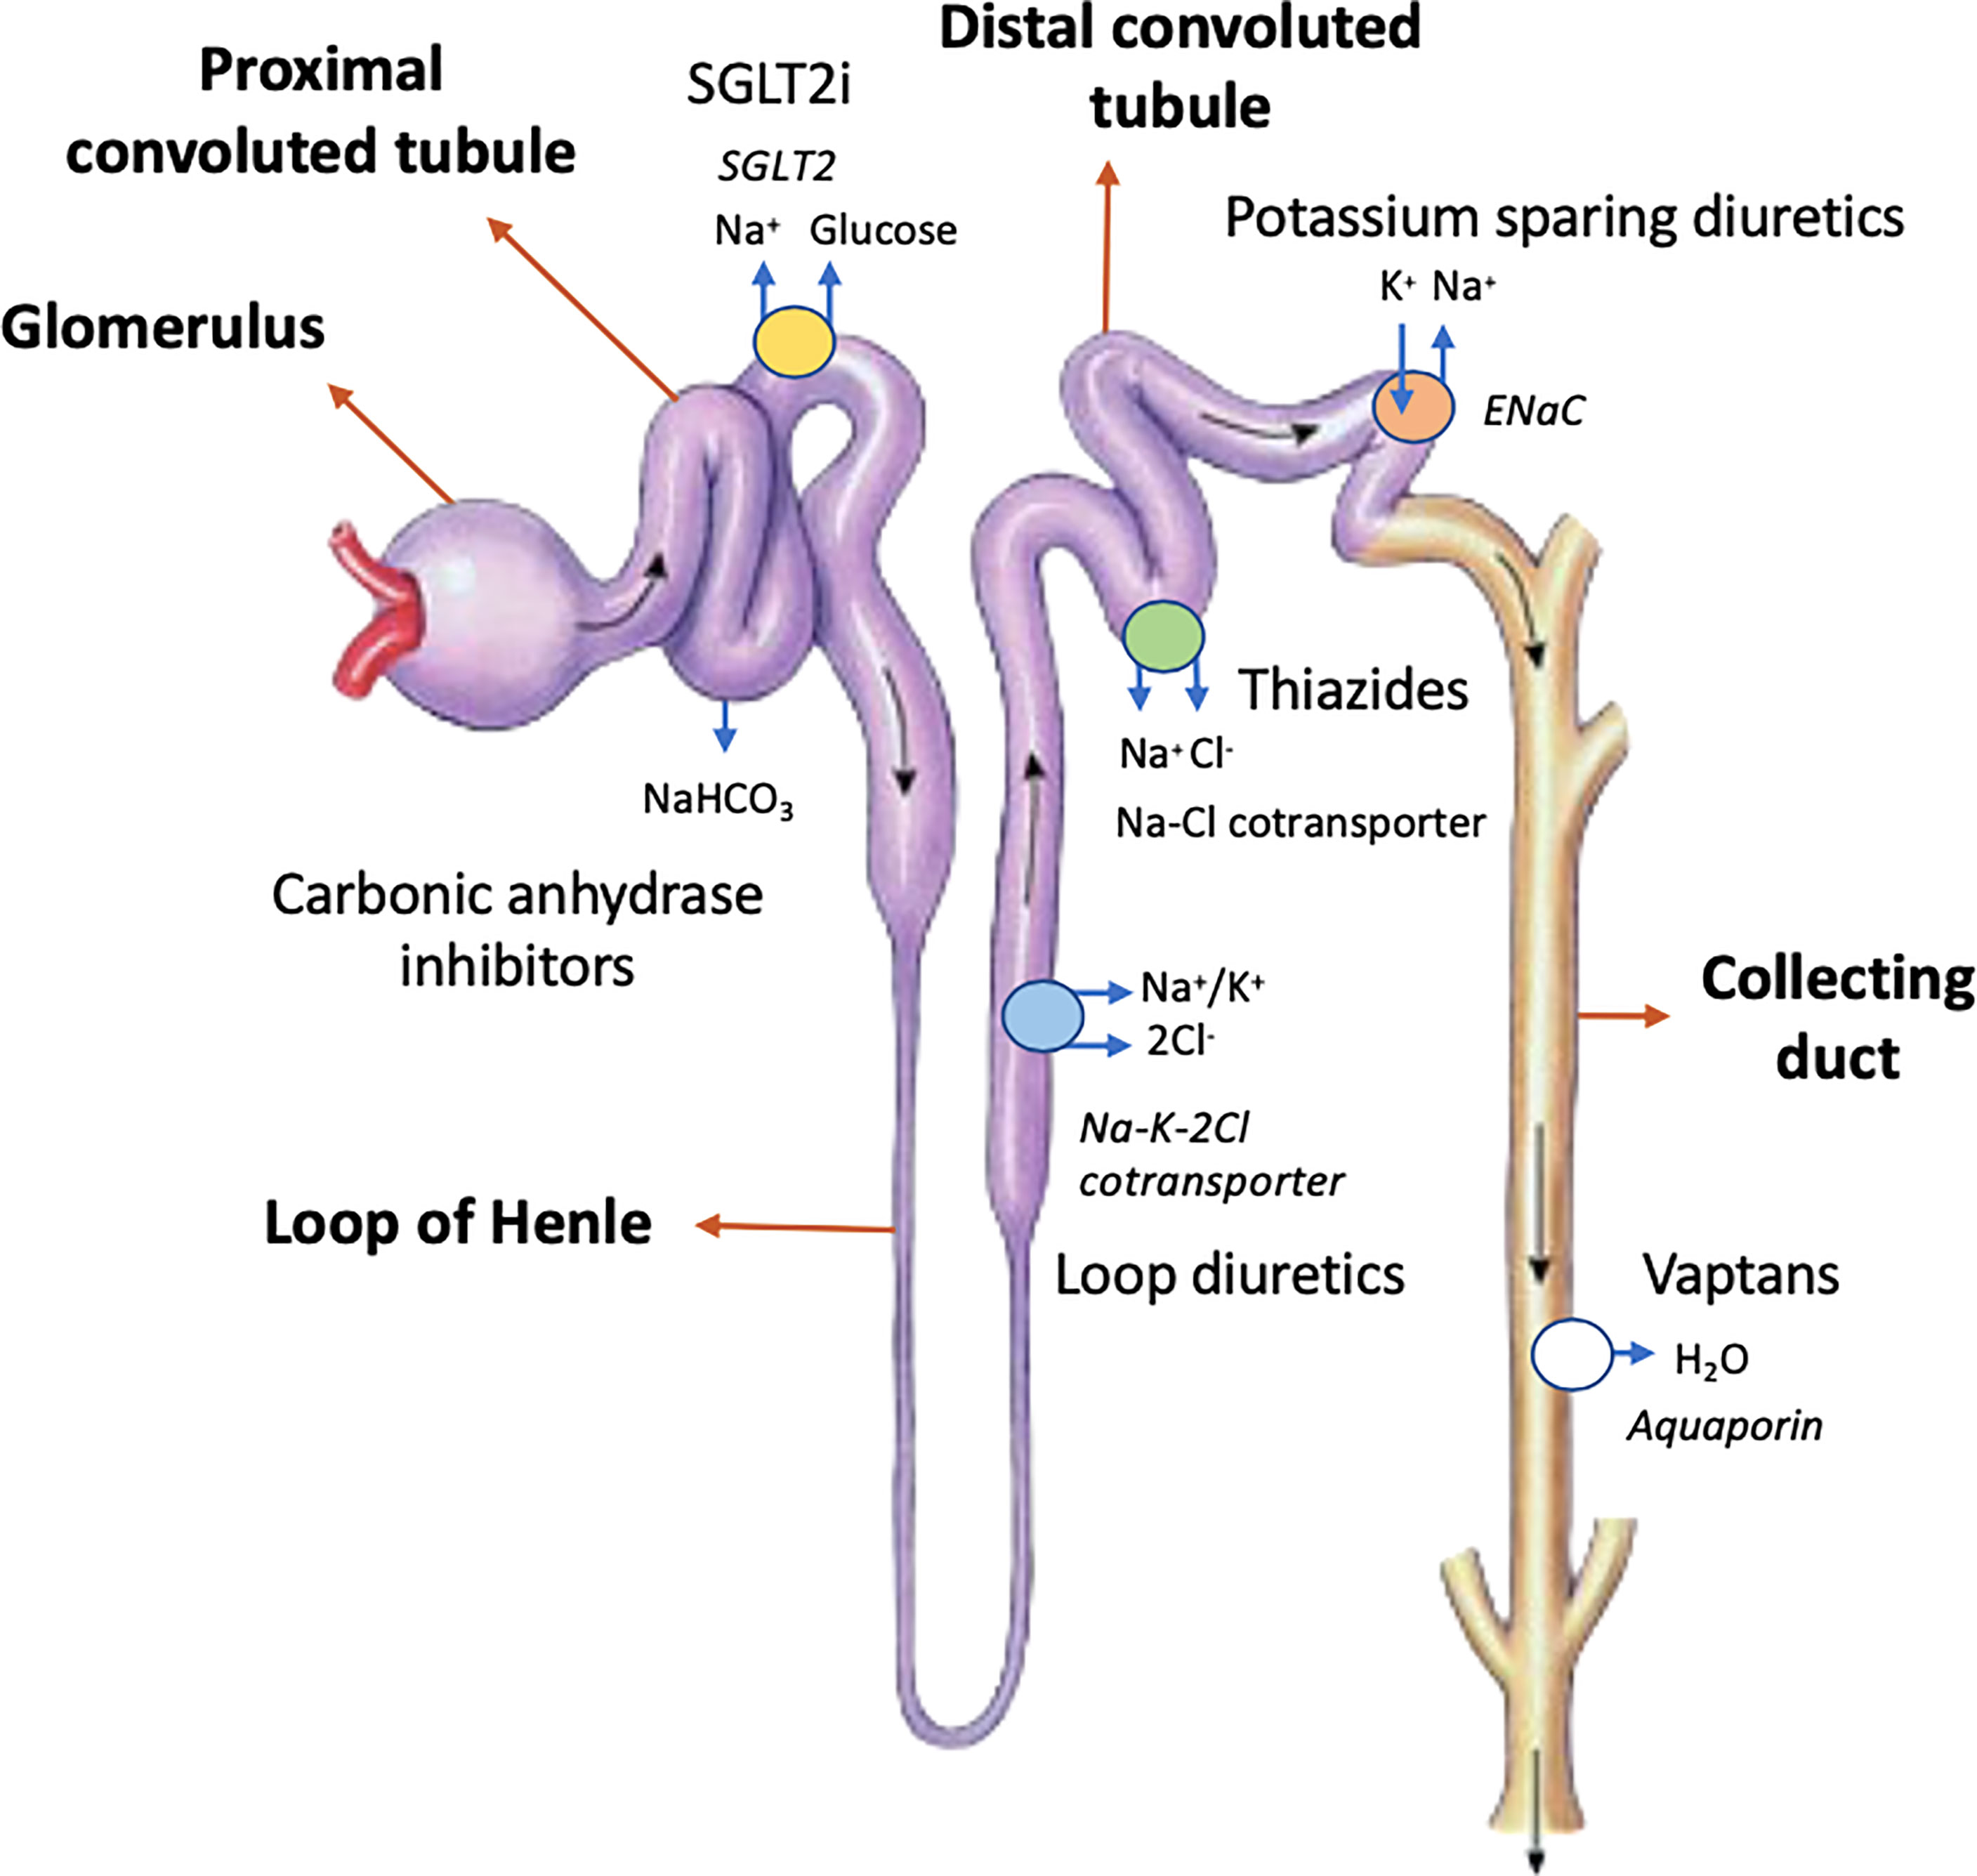 Proximal
convoluted tubule
SGLT2i
SGLT2
Na⁺ Glucose
Distal convoluted
tubule
Potassium sparing diuretics
K⁺ Na⁺
ENaC
Glomerulus
NaHCO₃
Carbonic anhydrase
inhibitors
Thiazides
Na⁺ Cl⁻
Na-Cl cotransporter
Na⁺/K⁺
2Cl⁻
Na-K-2Cl
cotransporter
Loop diuretics
Loop of Henle
Collecting
duct
Vaptans
H₂O
Aquaporin